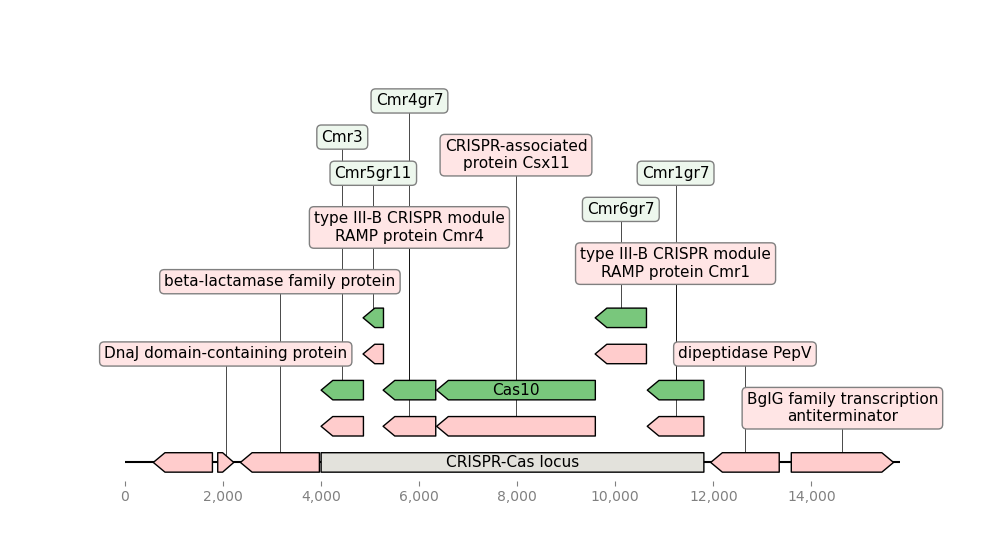 Cmr4gr7
Cmr3
CRISPR-associated
protein Csx11
Cmr5gr11
Cmr1gr7
Cmr6gr7
type III-B CRISPR module
RAMP protein Cmr4
type III-B CRISPR module
RAMP protein Cmr1
beta-lactamase family protein
DnaJ domain-containing protein
dipeptidase PepV
Cas10
BglG family transcription
antiterminator
CRISPR-Cas locus
0 2,000 4,000 6,000 8,000 10,000 12,000 14,000